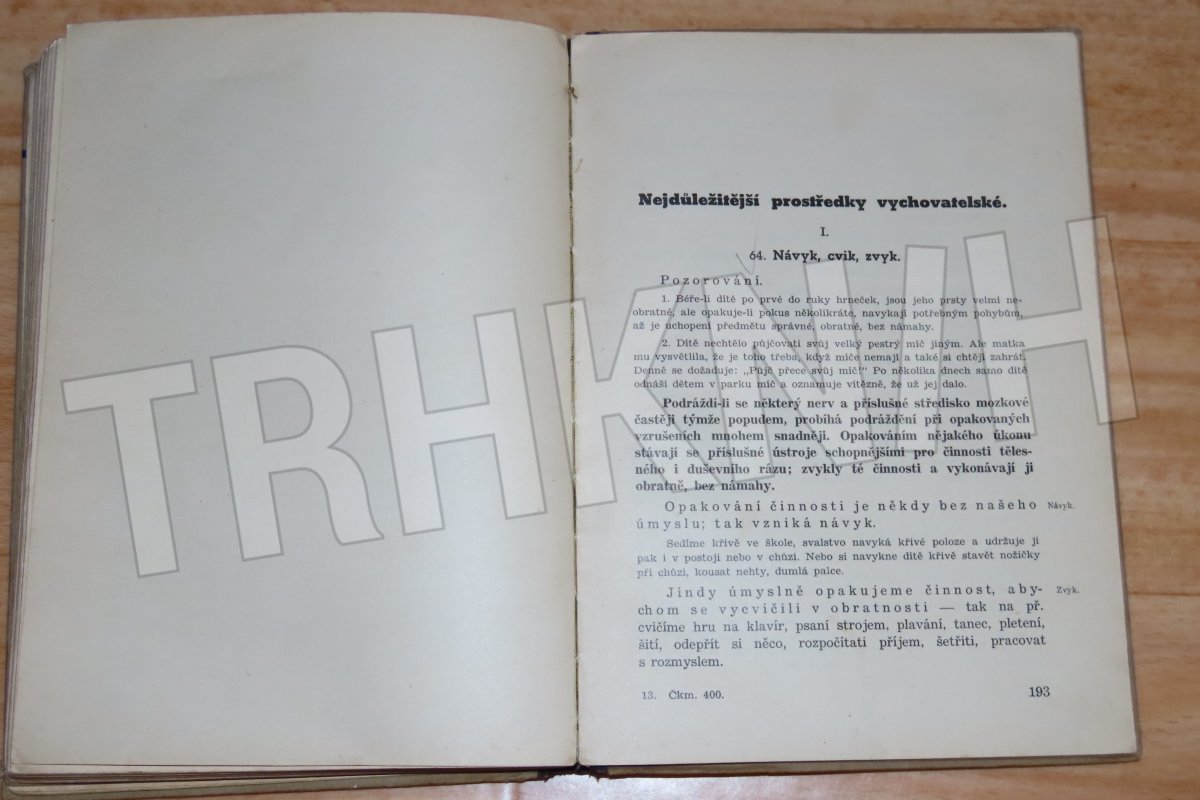 Nejdůležitější prostředky vychovatelské.
I.
64. Návyk, cvik, zvyk.
Pozorování.
1. Béře-li dítě po prvé do ruky hrneček, jsou jeho prsty velmi ne-
obratné, ale opakuje-li pokus několikráte, navykají potřebným pohybům,
až je uchopení předmětu správné, obratné, bez námahy.
2. Dítě nechtělo půjčovati svůj velký pestrý míč jiným. Ale matka
mu vysvětlila, že je toho třeba, když míče nemají a také si chtějí zahrát.
Denně se dožaduje: „Půjč přece svůj míč!“ Po několika dnech samo dítě
odnáší dětem v parku míč a oznamuje vítězně, že už jej dalo.
Podráždí-li se některý nerv a příslušné středisko mozkové
častěji týmže popudem, probíhá podráždění při opakovaných
vzrušeních mnohem snadněji. Opakováním nějakého úkonu
stávají se příslušné ústroje schopnějšími pro činnosti těles-
ného i duševního rázu; zvykly té činnosti a vykonávají ji
obratně, bez námahy.
Opakování činnosti je někdy bez našeho Návyk.
úmyslu; tak vzniká návyk.
Sedíme křivě ve škole, svalstvo navyká křivé poloze a udržuje ji
pak i v postoji nebo v chůzi. Nebo si navykne dítě křivě stavět nožičky
při chůzi, kousat nehty, dumlá palce.
Jindy úmyslně opakujeme činnost, aby- Zvyk.
chom se vycvičili v obratnosti — tak na př.
cvičíme hru na klavír, psaní strojem, plavání, tanec, pletení,
šití, odepřít si něco, rozpočítati příjem, šetřiti, pracovat
s rozmyslem.
13. Čkm. 400. 193
TRHKNIH